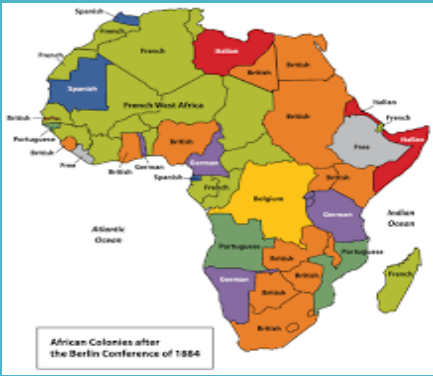 Spanish
French
French
French
Spanish
French West Africa
Italian
British
British
British
Portuguese
British
Free
British
German
British
German
Spanish
French
British
Italian
French
Free
Italian
British
British
Belgium
German
Atlantic
Ocean
Indian
Ocean
Portuguese
British
Portuguese
British
German
British
French
British
African Colonies after
the Berlin Conference of 1884